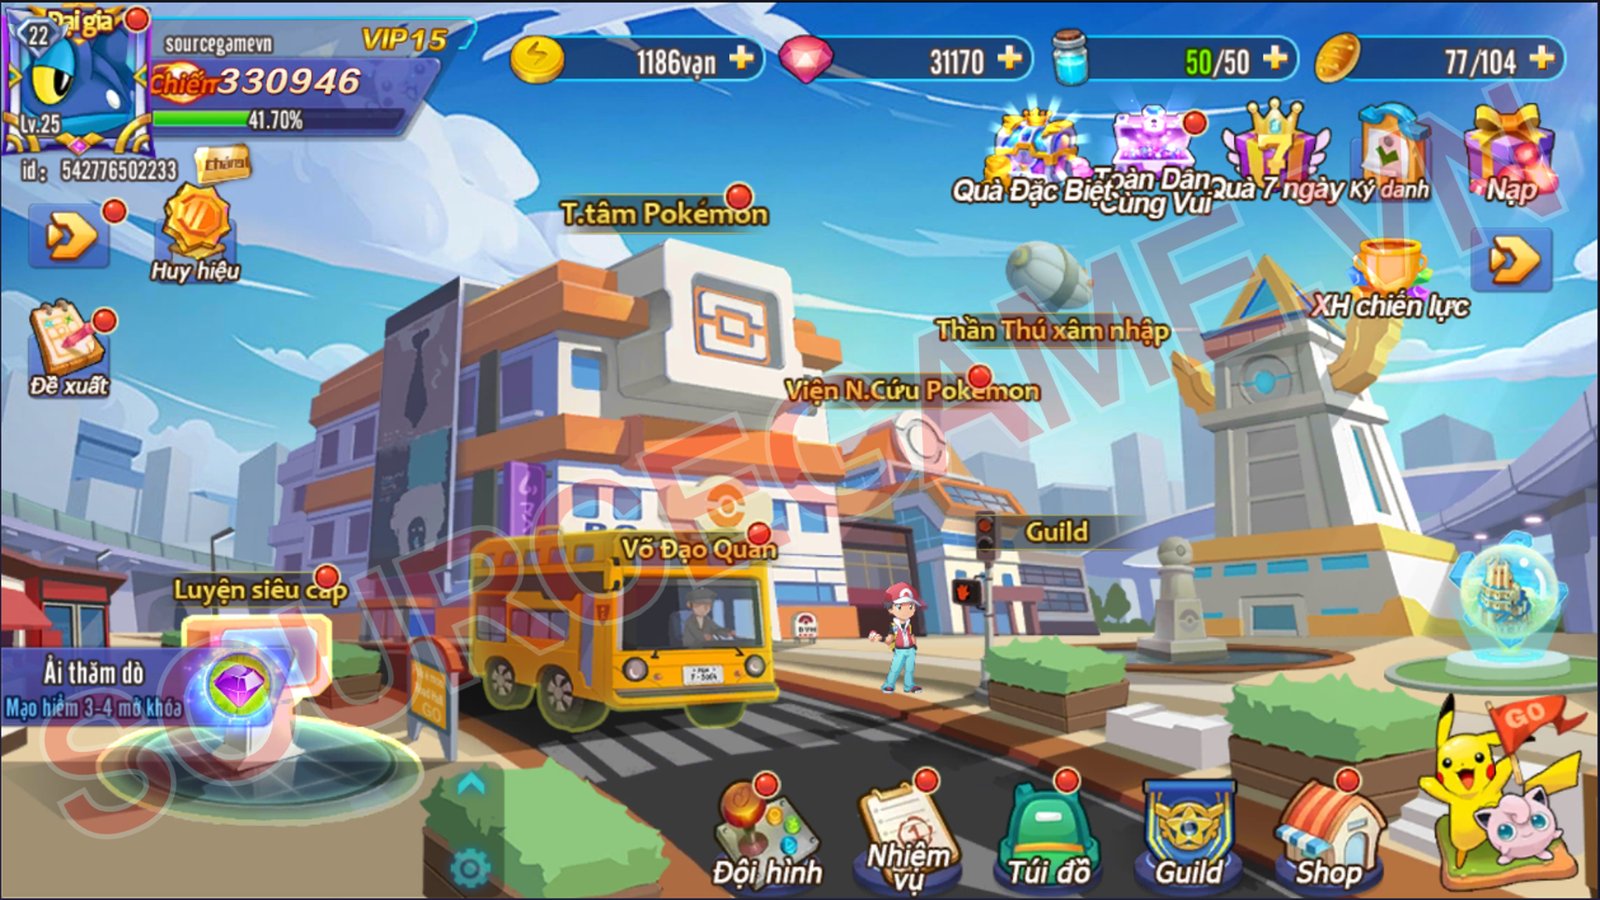 22
Đại gia
sourcegamevn
VIP15
Chiến 330946
Lv.25
41.70%
id: 542776502233
1186vạn
31170
50/50
77/104
Quà Đặc Biệt
Toàn Dân
Cùng Vui
7
Quà 7 ngày
Ký danh
Nạp
Huy hiệu
Đề xuất
T.tâm Pokémon
Thần Thú xâm nhập
XH chiến lực
Viện N.Cứu Pokemon
Guild
Võ Đạo Quán
Luyện siêu cấp
Ải thăm dò
Mạo hiểm 3-4 mở khóa
GO
GO
Đội hình
Nhiệm
vụ
Túi đồ
Guild
Shop
SOURCEGAME.VN